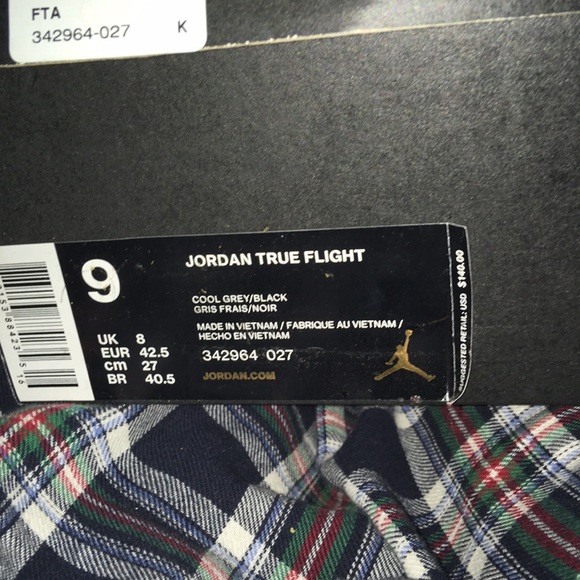 FTA
342964-027 K
9
JORDAN TRUE FLIGHT
COOL GREY/BLACK
GRIS FRAIS/NOIR
MADE IN VIETNAM / FABRIQUE AU VIETNAM /
HECHO EN VIETNAM
342964 027
JORDAN.COM
UK 8
EUR 42.5
cm 27
BR 40.5
SUGGESTED RETAIL: USD $140.00